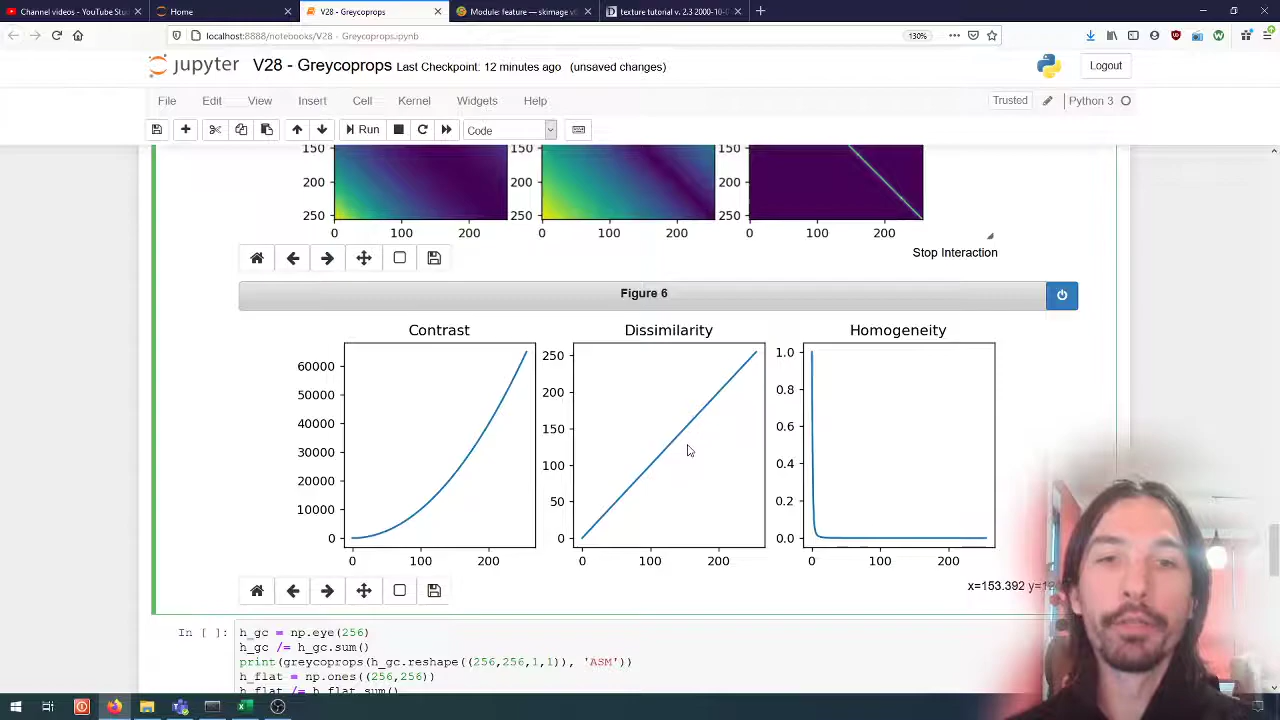 Channel videos - YouTube Stud
Home
V28 - Greycoprops
Module: feature — skimage v0
texture tutorial v. 2.3 2000-10-
localhost:8888/notebooks/V28 - Greycoprops.ipynb
130%
jupyter V28 - Greycoprops Last Checkpoint: 12 minutes ago (unsaved changes)
Logout
File Edit View Insert Cell Kernel Widgets Help
Trusted
Python 3
Run
Code
150 150 150
200 200 200
250 250 250
0 100 200 0 100 200 0 100 200
Stop Interaction
Figure 6
Contrast Dissimilarity Homogeneity
60000
50000
40000
30000
20000
10000
0
0 100 200
250
200
150
100
50
0
0 100 200
1.0
0.8
0.6
0.4
0.2
0.0
0 100 200
x=153.392
In [ ]: h_gc = np.eye(256)
h_gc /= h_gc.sum()
print(greycoprops(h_gc.reshape((256,256,1,1)), 'ASM'))
h_flat = np.ones((256,256))
h_flat /= h_flat.sum()